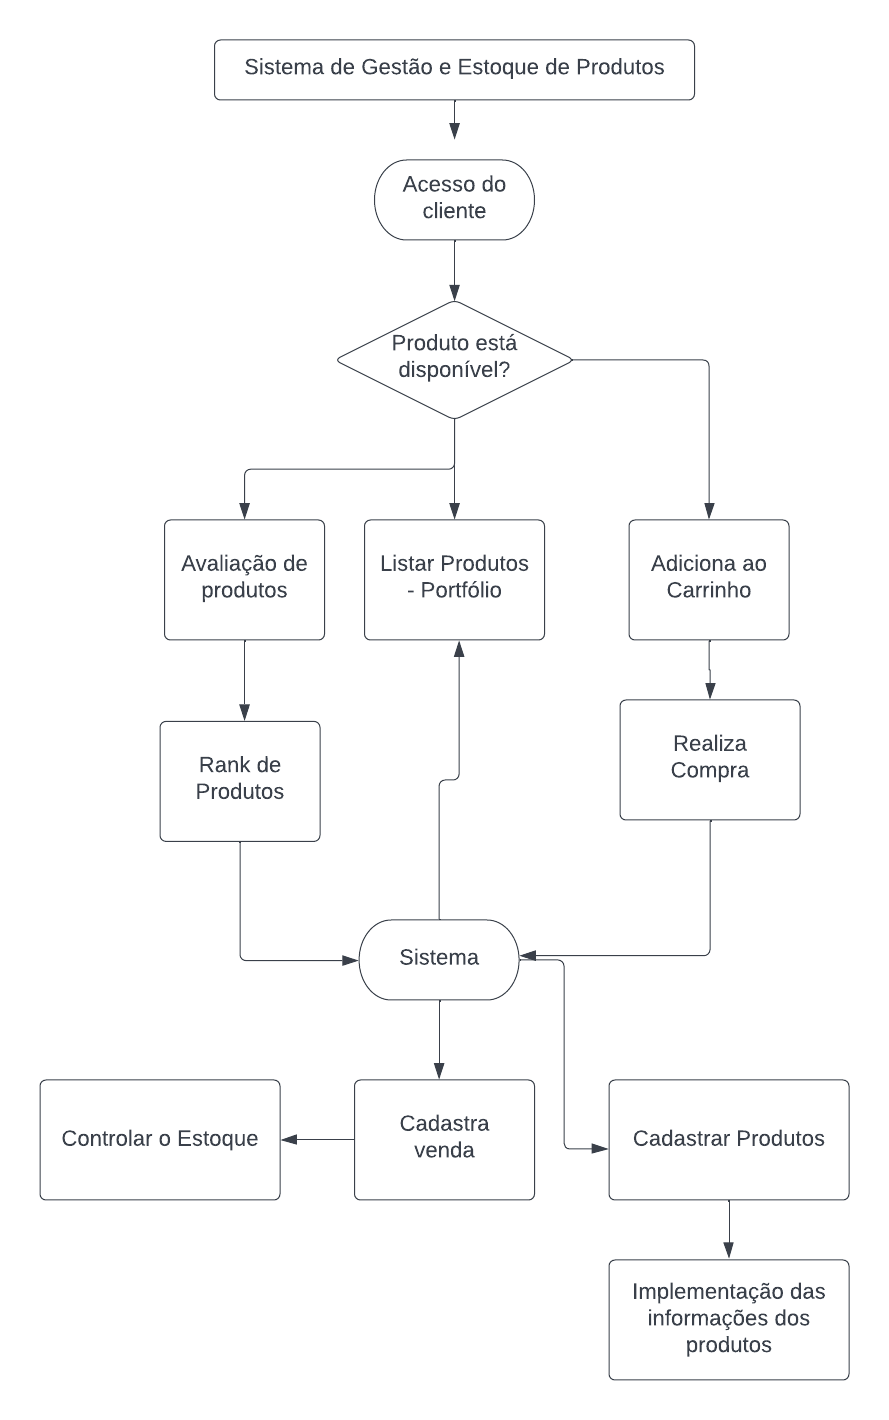 Sistema de Gestão e Estoque de Produtos
Acesso do
cliente
Produto está
disponível?
Avaliação de
produtos
Listar Produtos
- Portfólio
Adiciona ao
Carrinho
Rank de
Produtos
Realiza
Compra
Sistema
Controlar o Estoque
Cadastra
venda
Cadastrar Produtos
Implementação das
informações dos
produtos